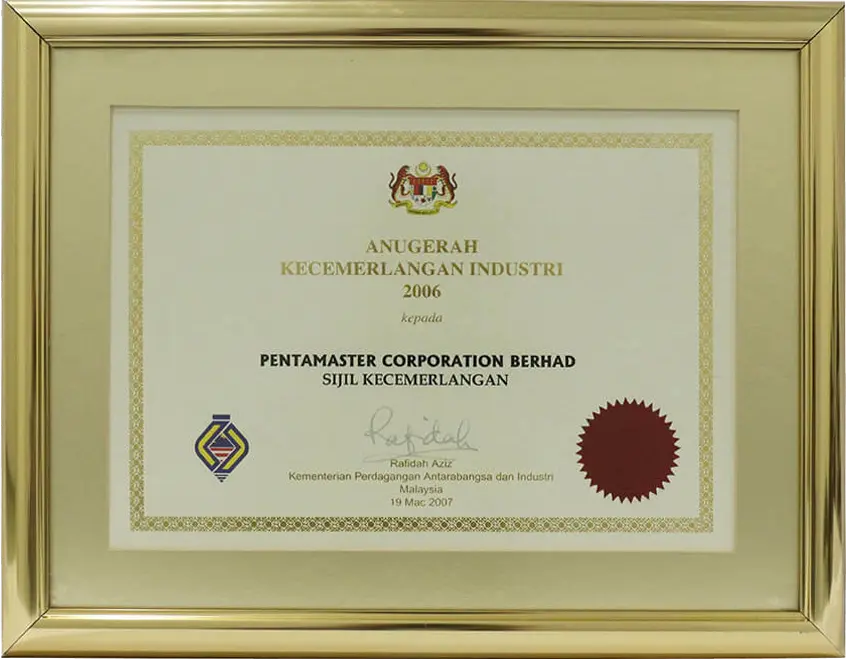 ANUGERAH
KECEMERLANGAN INDUSTRI
2006
kepada
PENTAMASTER CORPORATION BERHAD
SIJIL KECEMERLANGAN
Rafidah
Rafidah Aziz
Kementerian Perdagangan Antarabangsa dan Industri
Malaysia
19 Mac 2007